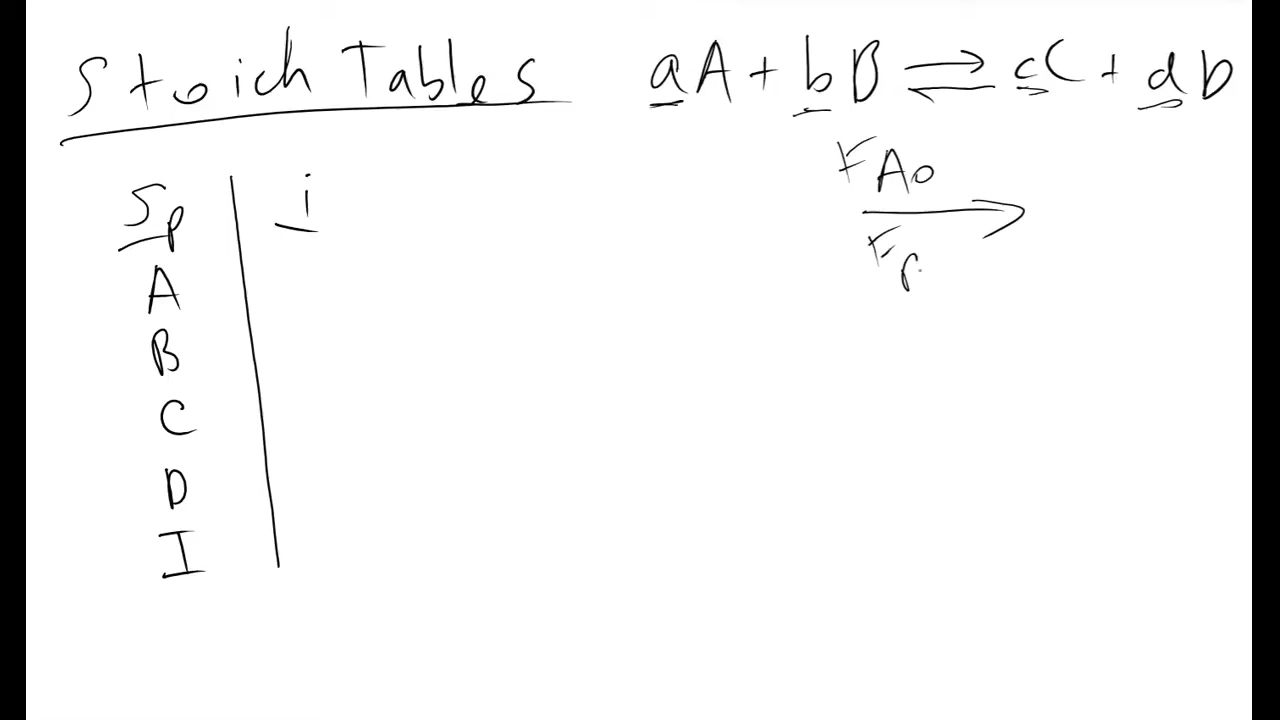 Stoich Tables aA + bB ⇌ cC + dD
FA0
Sp i
F
A
B
C
D
I